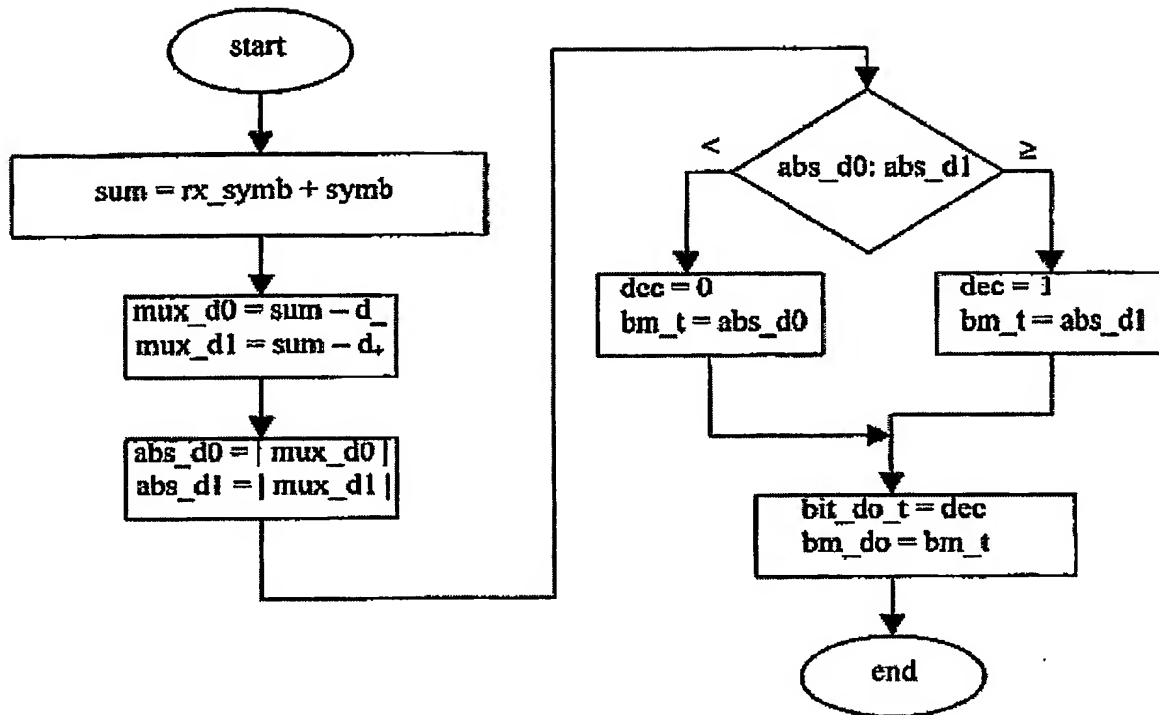 start
sum = rx_symb + symb
mux_d0 = sum − d_
mux_d1 = sum − d+
abs_d0 = | mux_d0 |
abs_d1 = | mux_d1 |
<
abs_d0: abs_d1
≥
dec = 0
bm_t = abs_d0
dec = 1
bm_t = abs_d1
bit_do_t = dec
bm_do = bm_t
end